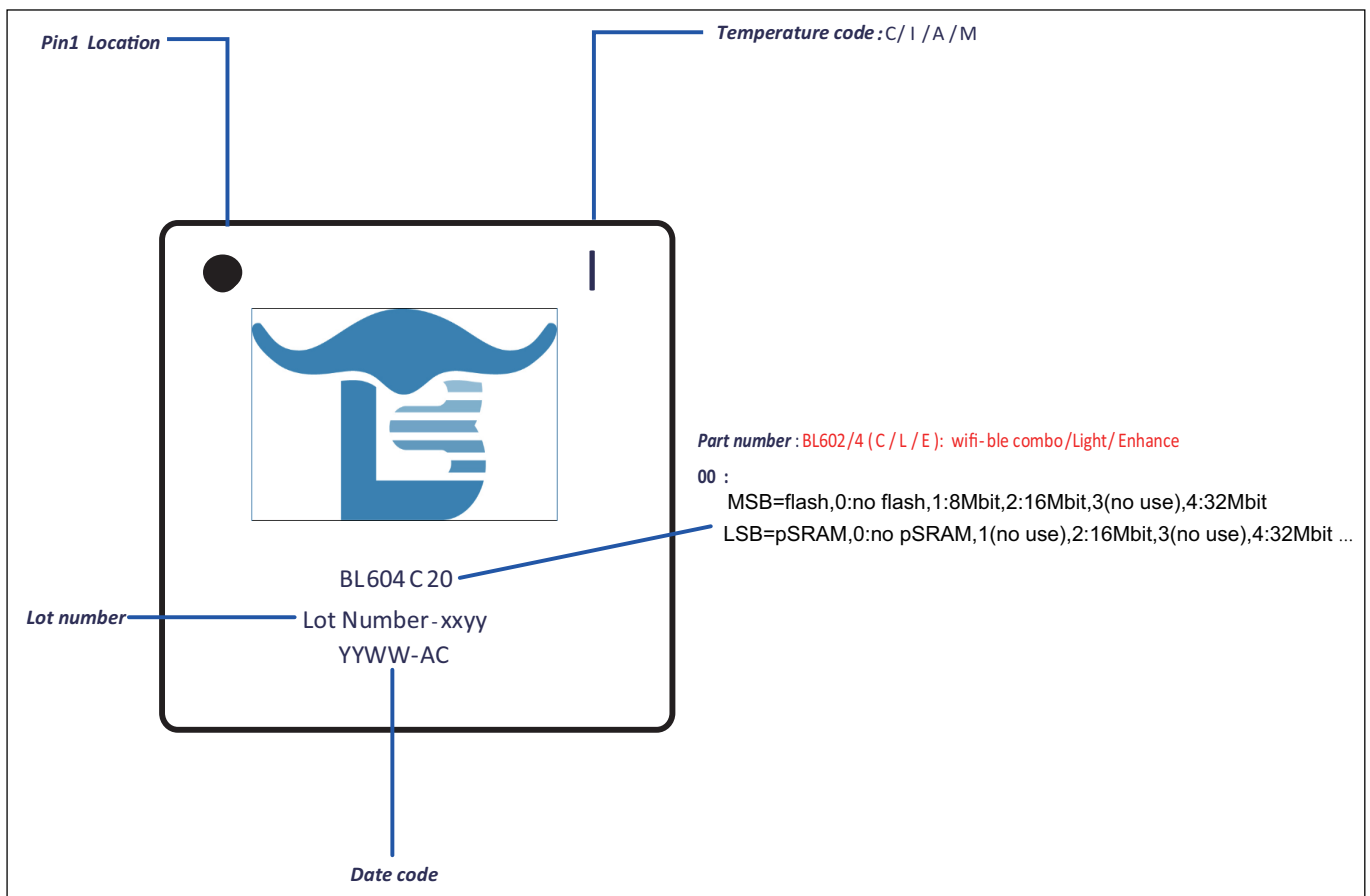 Pin1 Location
Temperature code : C/ I /A /M
I
Part number : BL602/4 ( C / L / E ): wifi-ble combo/Light/Enhance
00 :
MSB=flash,0:no flash,1:8Mbit,2:16Mbit,3(no use),4:32Mbit
LSB=pSRAM,0:no pSRAM,1(no use),2:16Mbit,3(no use),4:32Mbit ...
BL604 C 20
Lot number
Lot Number-xxyy
YYWW-AC
Date code